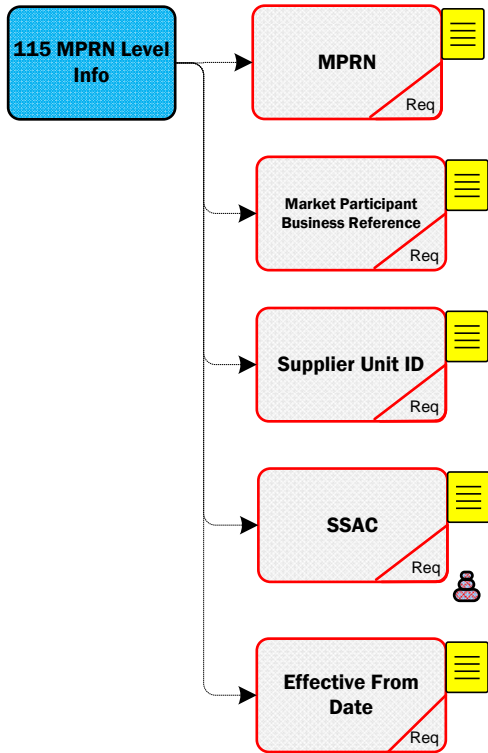 115 MPRN Level
Info
MPRN
Req
Market Participant
Business Reference
Req
Supplier Unit ID
Req
SSAC
Req
Effective From
Date
Req